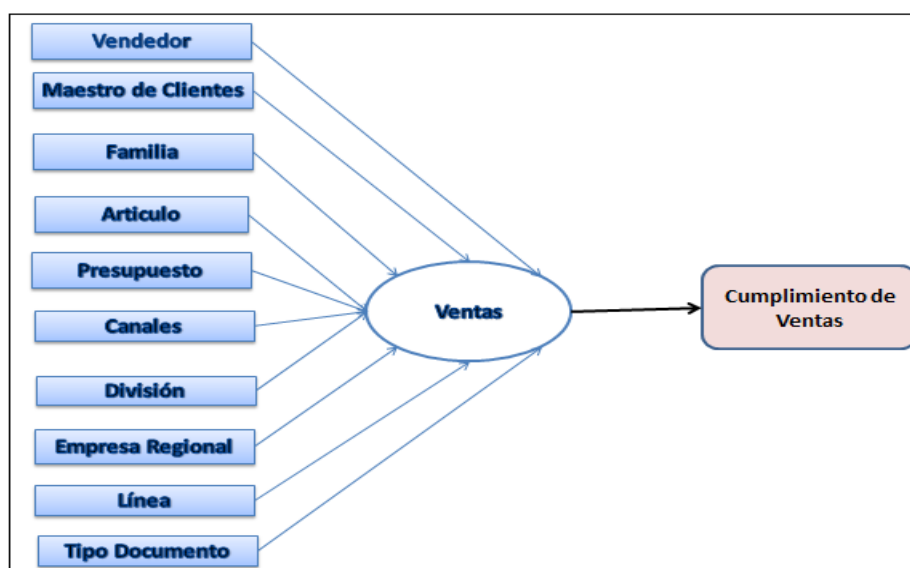 Vendedor
Maestro de Clientes
Familia
Articulo
Presupuesto
Canales
División
Empresa Regional
Línea
Tipo Documento
Ventas
Cumplimiento de
Ventas